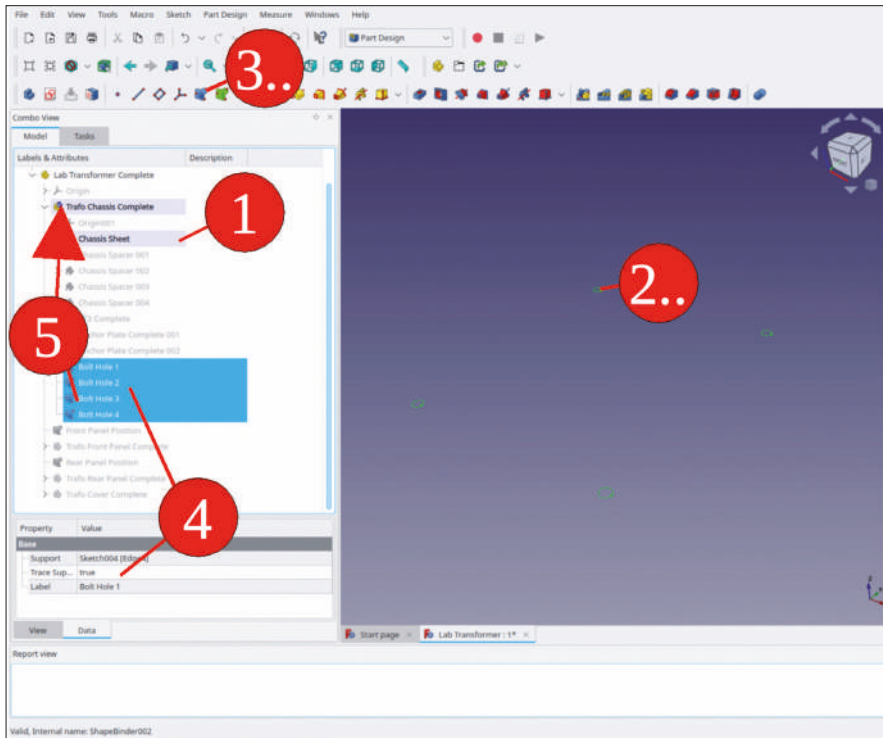 File Edit View Tools Macro Sketch Part Design Measure Windows Help
Part Design
3..
Combo View
Model Tasks
Labels & Attributes Description
Lab Transformer Complete
Origin
Trafo Chassis Complete
1
Origin001
Chassis Sheet
Chassis Spacer 001
Chassis Spacer 002
2..
Chassis Spacer 003
Chassis Spacer 004
Complete
5
Plate Complete 001
Plate Complete 002
Bolt Hole 1
Bolt Hole 2
Bolt Hole 3
Bolt Hole 4
Front Panel Position
Trafo Front Panel Complete
Rear Panel Position
Trafo Rear Panel Complete
Trafo Cover Complete
4
Property Value
Base
Support Sketch004
Trace Sup... true
Label Bolt Hole 1
View Data
Start page Lab Transformer : 1*
Report view
Valid, Internal name: ShapeBinder002